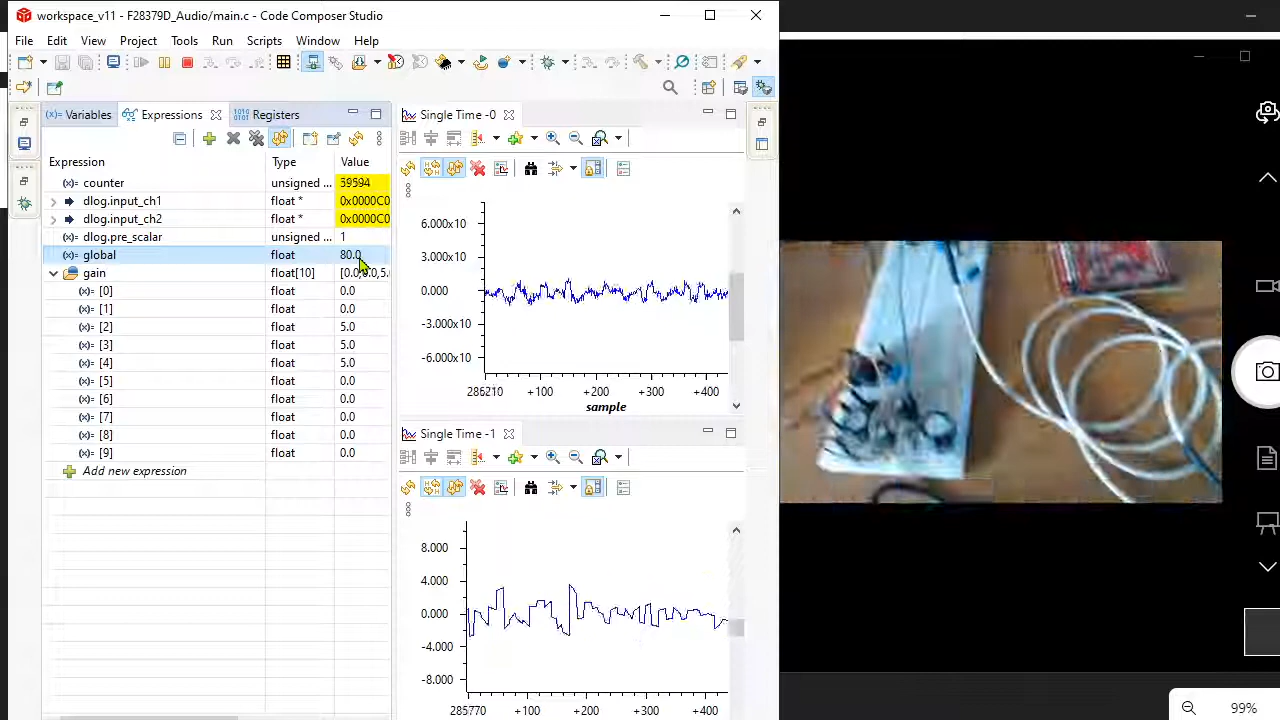 workspace_v11 - F28379D_Audio/main.c - Code Composer Studio
File Edit View Project Tools Run Scripts Window Help
Variables Expressions Registers
Expression Type Value
counter unsigned ... 59594
dlog.input_ch1 float * 0x0000C0
dlog.input_ch2 float * 0x0000C0
dlog.pre_scalar unsigned ... 1
global float 80.0
gain float[10]
[0] float 0.0
[1] float 0.0
[2] float 5.0
[3] float 5.0
[4] float 5.0
[5] float 0.0
[6] float 0.0
[7] float 0.0
[8] float 0.0
[9] float 0.0
Add new expression
Single Time -0
6.000x10
3.000x10
0.000
-3.000x10
-6.000x10
286210 +100 +200 +300 +400
sample
Single Time -1
8.000
4.000
0.000
-4.000
-8.000
285770 +100 +200 +300 +400
99%